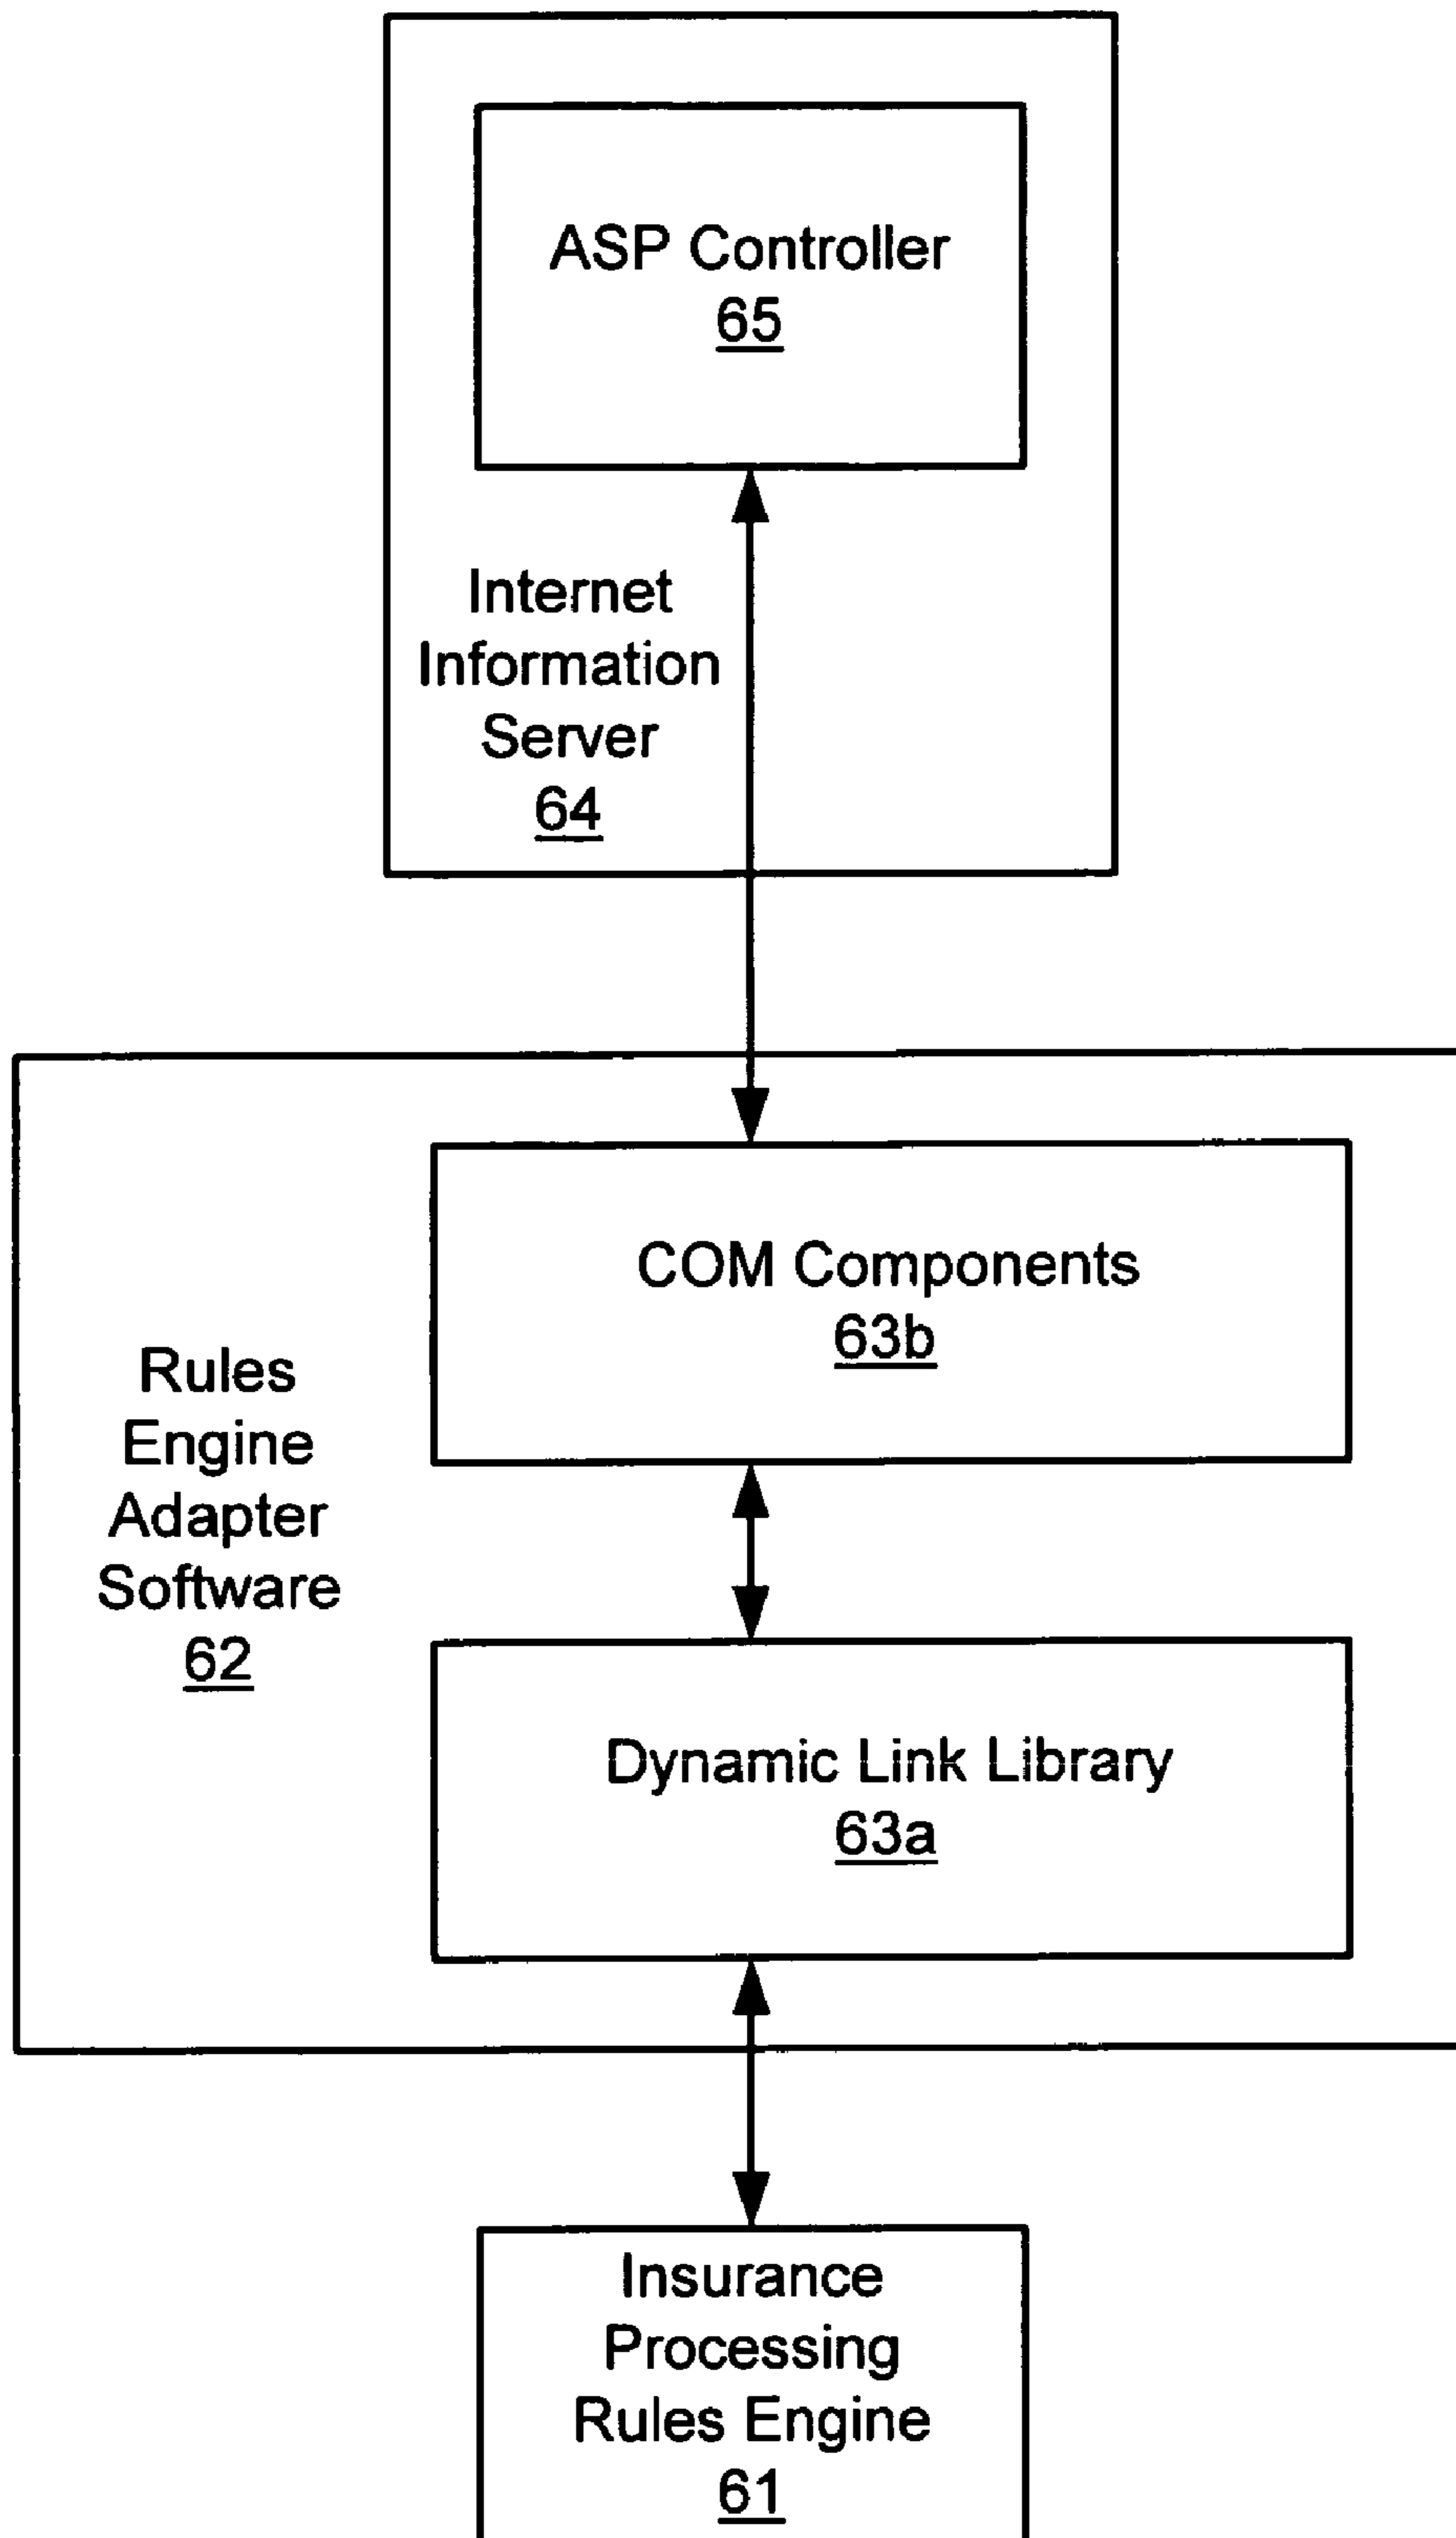 ASP Controller
65
Internet
Information
Server
64
COM Components
63b
Rules
Engine
Adapter
Software
62
Dynamic Link Library
63a
Insurance
Processing
Rules Engine
61